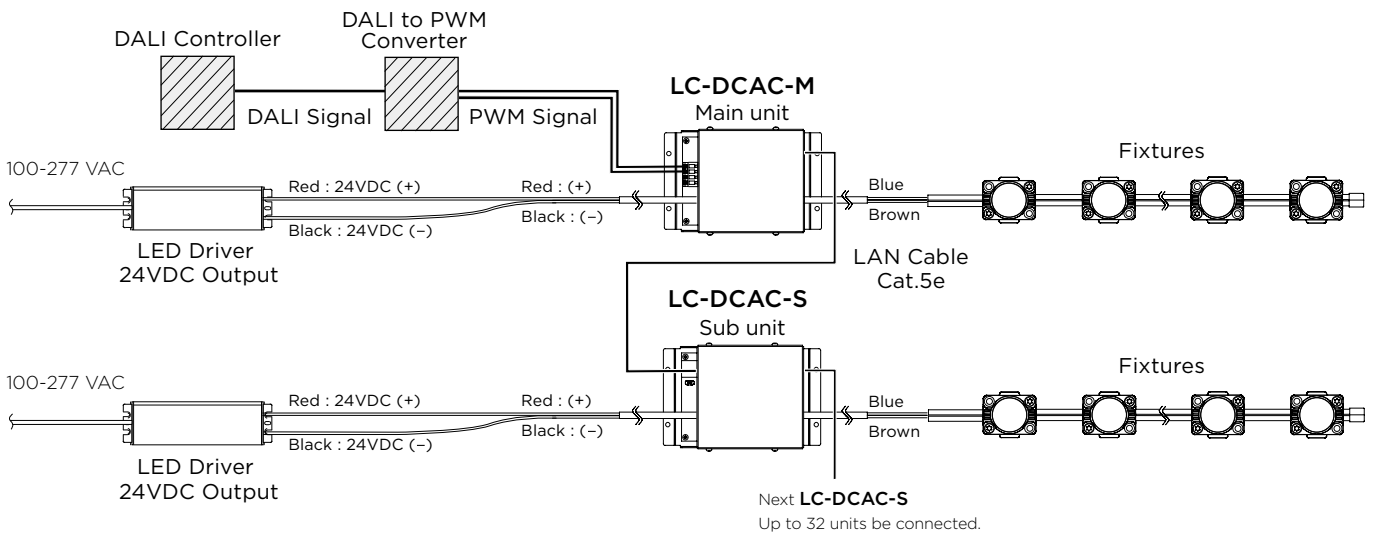 DALI Controller
DALI to PWM
Converter
DALI Signal
PWM Signal
LC-DCAC-M
Main unit
Fixtures
100-277 VAC
Red : 24VDC (+)
Red : (+)
Blue
Black : 24VDC (−)
Black : (−)
Brown
LED Driver
24VDC Output
LAN Cable
Cat.5e
LC-DCAC-S
Sub unit
Fixtures
100-277 VAC
Red : 24VDC (+)
Red : (+)
Blue
Black : 24VDC (−)
Black : (−)
Brown
LED Driver
24VDC Output
Next LC-DCAC-S
Up to 32 units be connected.